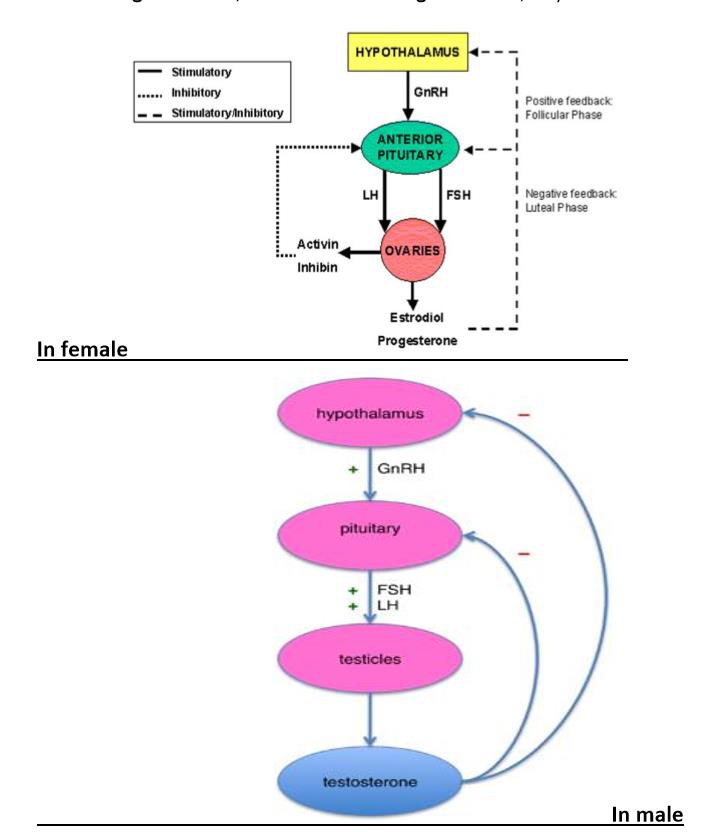 HYPOTHALAMUS
Stimulatory
Inhibitory
Stimulatory/Inhibitory
GnRH
Positive feedback:
Follicular Phase
ANTERIOR
PITUITARY
LH
FSH
Negative feedback:
Luteal Phase
Activin
Inhibin
OVARIES
Estrodiol
Progesterone
In female
hypothalamus
−
+ GnRH
pituitary
−
+ FSH
+ LH
testicles
testosterone
In male